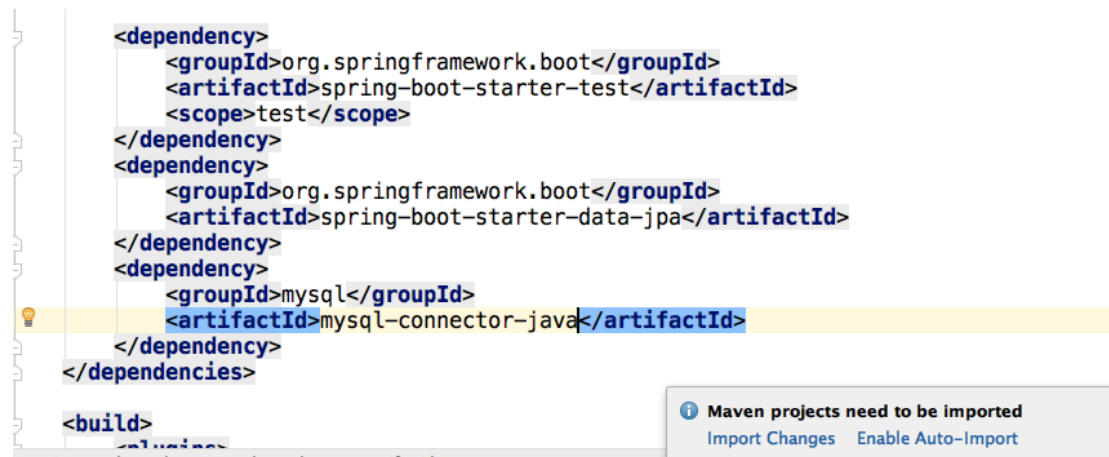 <dependency>
<groupId>org.springframework.boot</groupId>
<artifactId>spring-boot-starter-test</artifactId>
<scope>test</scope>
</dependency>
<dependency>
<groupId>org.springframework.boot</groupId>
<artifactId>spring-boot-starter-data-jpa</artifactId>
</dependency>
<dependency>
<groupId>mysql</groupId>
<artifactId>mysql-connector-java</artifactId>
</dependency>
</dependencies>
<build>
<plugins>
Maven projects need to be imported
Import Changes Enable Auto-Import